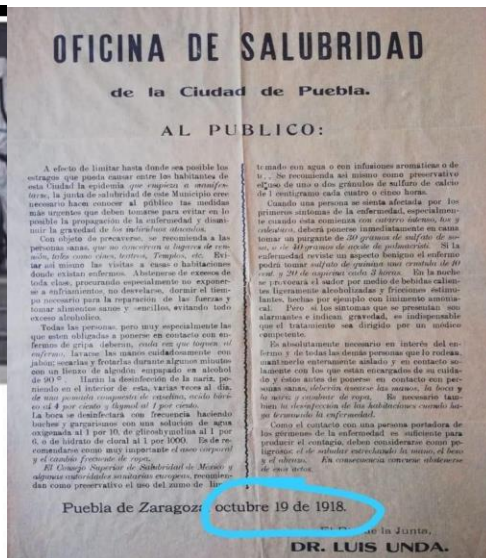 OFICINA DE SALUBRIDAD
de la Ciudad de Puebla.
AL PUBLICO:
A efecto de limitar hasta donde sea posible los
estragos que pueda causar entre los habitantes de
esta Ciudad la epidemia que empieza a manifes-
tarse, la junta de salubridad de este Municipio cree
necesario hacer conocer al público las medidas
más urgentes que deben tomarse para evitar en lo
posible la propagación de la enfermedad y dismi-
nuir la gravedad de los individuos atacados.
Con objeto de precaverse, se recomienda a las
personas sanas, que no concurran a lugares de reu-
nión, tales como cines, teatros, Templos, etc. Evi-
tar así mismo las visitas a casas o habitaciones
donde existan enfermos. Abstenerse de excesos de
toda clase, procurando especialmente no exponer-
se a enfriamientos, no desvelarse, dormir el tiem-
po necesario para la reparación de las fuerzas y
tomar alimentos sanos y sencillos, evitando todo
exceso alcohólico.
Todas las personas, pero muy especialmente las
que estén obligadas a ponerse en contacto con en-
fermos de gripa deberán, cada vez que toquen al
enfermo, lavarse las manos cuidadosamente con
jabón; secarlas y frotarlas durante algunos minutos
con un lienzo de algodón empapado en alcohol
de 90°. Harán la desinfección de la nariz, po-
niendo en el interior de esta, varias veces al día,
de una pomada compuesta de vaselina, acido bóri-
co al 4 por ciento y tiymol al 1 por ciento.
La boca se desinfectará con frecuencia haciendo
buches y gargarismos con una solución de agua
oxigenada al 1 por 10, de glicothymolina al 1 por
6, o de hidrato de cloral al 1 por 1000. Es de re-
comendarse como muy importante el aseo corporal
y el cambio frecuente de ropa.
El Consejo Superior de Salubridad de México y
algunas autoridades sanitarias europeas, recomien-
dan como preservativo el uso del zumo de
tomado con agua o con infusiones aromáticas o de
Se recomienda así mismo como preservativo
el uso de uno o dos gránulos de sulfuro de calcio
de 1 centigramo cada cuatro o cinco horas.
Cuando una persona se sienta afectada por los
primeros síntomas de la enfermedad, especialmen-
te cuando esta comienza con catarro intenso, tos y
calentura, deberá ponerse inmediatamente en cama
tomar un purgante de 30 gramos de sulfato de so-
sa, o de 40 gramos de aceite de Si la
enfermedad reviste un aspecto benigno el enfermo
podrá tomar sulfato de quinina una cucharada de 20
cent. y 20 de aspirina cada 3 horas. En la noche
se provocará el sudor por medio de bebidas calien-
tes ligeramente alcoholizadas y fricciones estimu-
lantes, hechas por ejemplo con linimento amonia-
cal. Pero si los síntomas que se presentan son
alarmantes e indican gravedad, es indispensable
que el tratamiento sea dirigido por un médico
competente.
Es absolutamente necesario en interés del en-
fermo y de todas las demás personas que lo rodean,
mantenerlo enteramente aislado y en contacto so-
lamente con los que estan encargados de su cuida-
do y éstos antes de ponerse en contacto con per-
sonas sanas, deberán asearse las manos, la boca y
la nariz y cambiar de ropa. Es necesario tam-
bién la desinfección de las habitaciones cuando ha-
ya terminado la enfermedad.
Como el contacto con una persona portadora de
los gérmenes de la enfermedad es suficiente para
producir el contagio, deben considerarse como pe-
ligrosos el de saludar estrechando la mano, el beso
y el abrazo. En consecuencia conviene abstenerse
de esos actos.
Puebla de Zaragoza, octubre 19 de 1918.
de la Junta,
DR. LUIS UNDA.